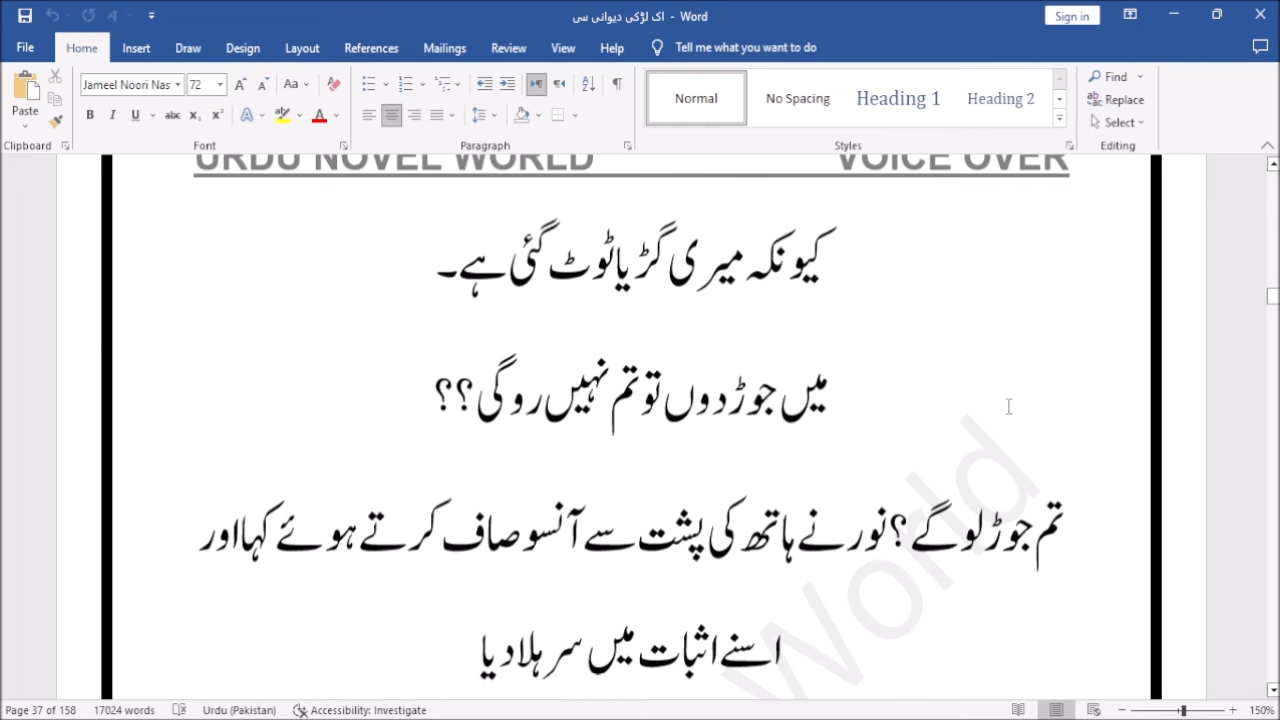 اک لڑکی دیوانی سی - Word
Sign in
File Home Insert Draw Design Layout References Mailings Review View Help Tell me what you want to do
Paste
Jameel Noori Nas 72
Aa
B I U abc x₂ x²
Normal
No Spacing
Heading 1
Heading 2
Find
Replace
Select
Clipboard Font Paragraph Styles Editing
URDU NOVEL WORLD VOICE OVER
کیونکہ میری گڑیا ٹوٹ گئی ہے۔
میں جوڑ دوں تو تم نہیں رو گی؟؟
تم جوڑ لو گے؟ نور نے ہاتھ کی پشت سے آنسو صاف کرتے ہوئے کہا اور
اسنے اثبات میں سر ہلا دیا
World
Page 37 of 158 17024 words Urdu (Pakistan) Accessibility: Investigate 150%